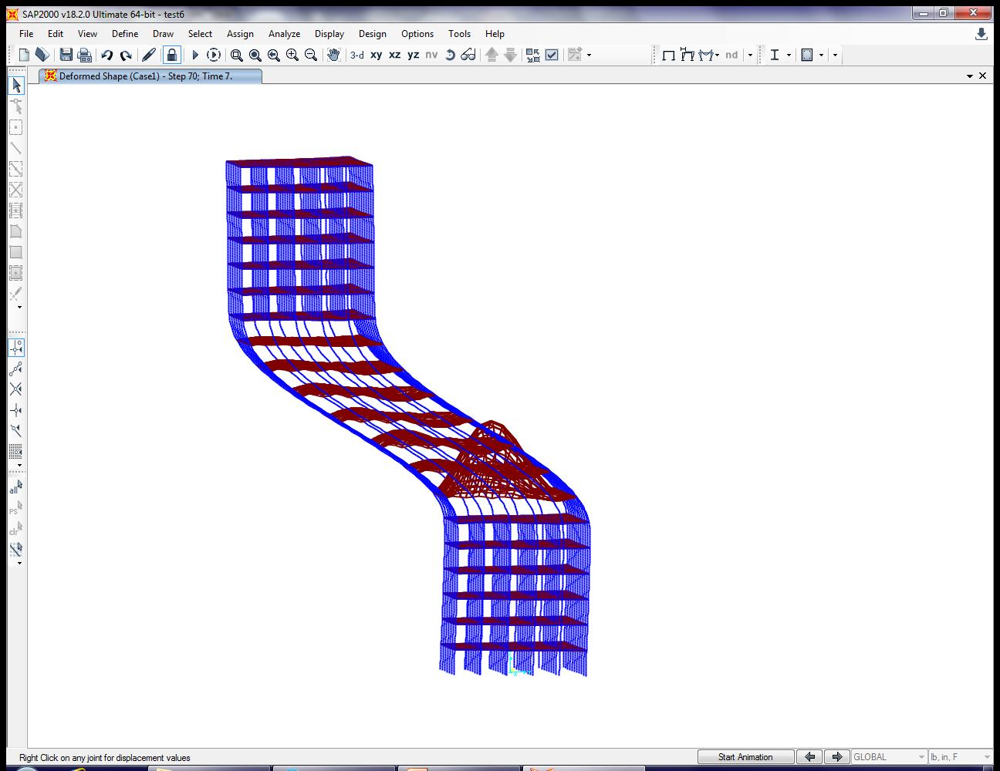 SAP2000 v18.2.0 Ultimate 64-bit - test6
File Edit View Define Draw Select Assign Analyze Display Design Options Tools Help
3-d xy xz yz nv nd
Deformed Shape (Case1) - Step 70; Time 7.
all
ps
clr
Right Click on any joint for displacement values
Start Animation
GLOBAL
lb, in, F